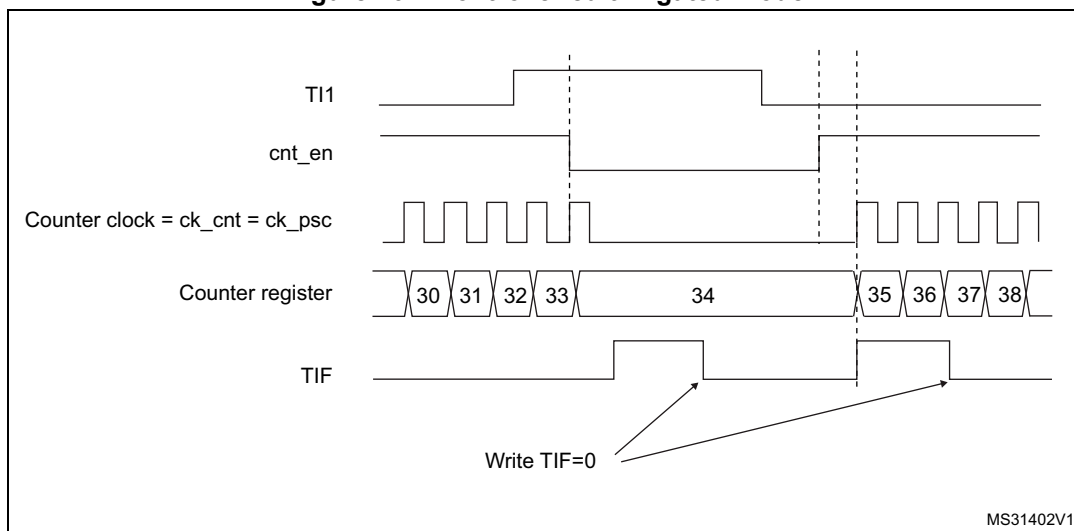 TI1
cnt_en
Counter clock = ck_cnt = ck_psc
Counter register
30 31 32 33 34 35 36 37 38
TIF
Write TIF=0
MS31402V1